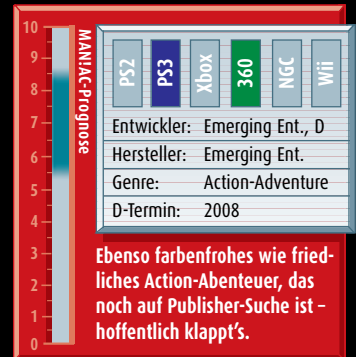 10
9
8
7
6
5
4
3
2
1
0
MAN!AC-Prognose
PS2 PS3 Xbox 360 NGC Wii
Entwickler: Emerging Ent., D
Hersteller: Emerging Ent.
Genre: Action-Adventure
D-Termin: 2008
Ebenso farbenfrohes wie fried-
liches Action-Abenteuer, das
noch auf Publisher-Suche ist –
hoffentlich klappt's.